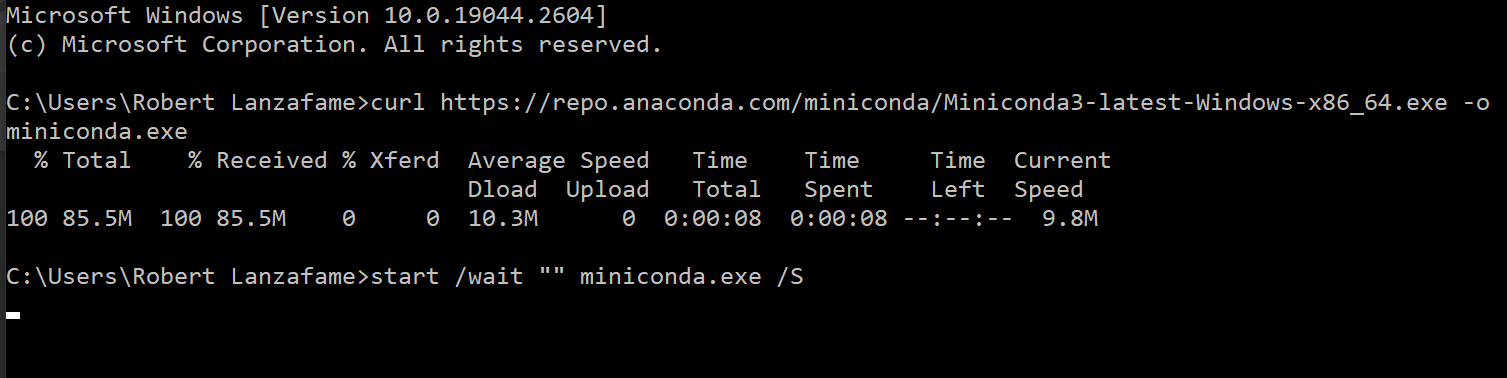 Microsoft Windows [Version 10.0.19044.2604]
(c) Microsoft Corporation. All rights reserved.
C:\Users\Robert Lanzafame>curl https://repo.anaconda.com/miniconda/Miniconda3-latest-Windows-x86_64.exe -o
miniconda.exe
  % Total    % Received % Xferd  Average Speed   Time    Time     Time  Current
                                 Dload  Upload   Total   Spent    Left  Speed
100 85.5M  100 85.5M    0     0  10.3M      0  0:00:08  0:00:08 --:--:--  9.8M
C:\Users\Robert Lanzafame>start /wait "" miniconda.exe /S